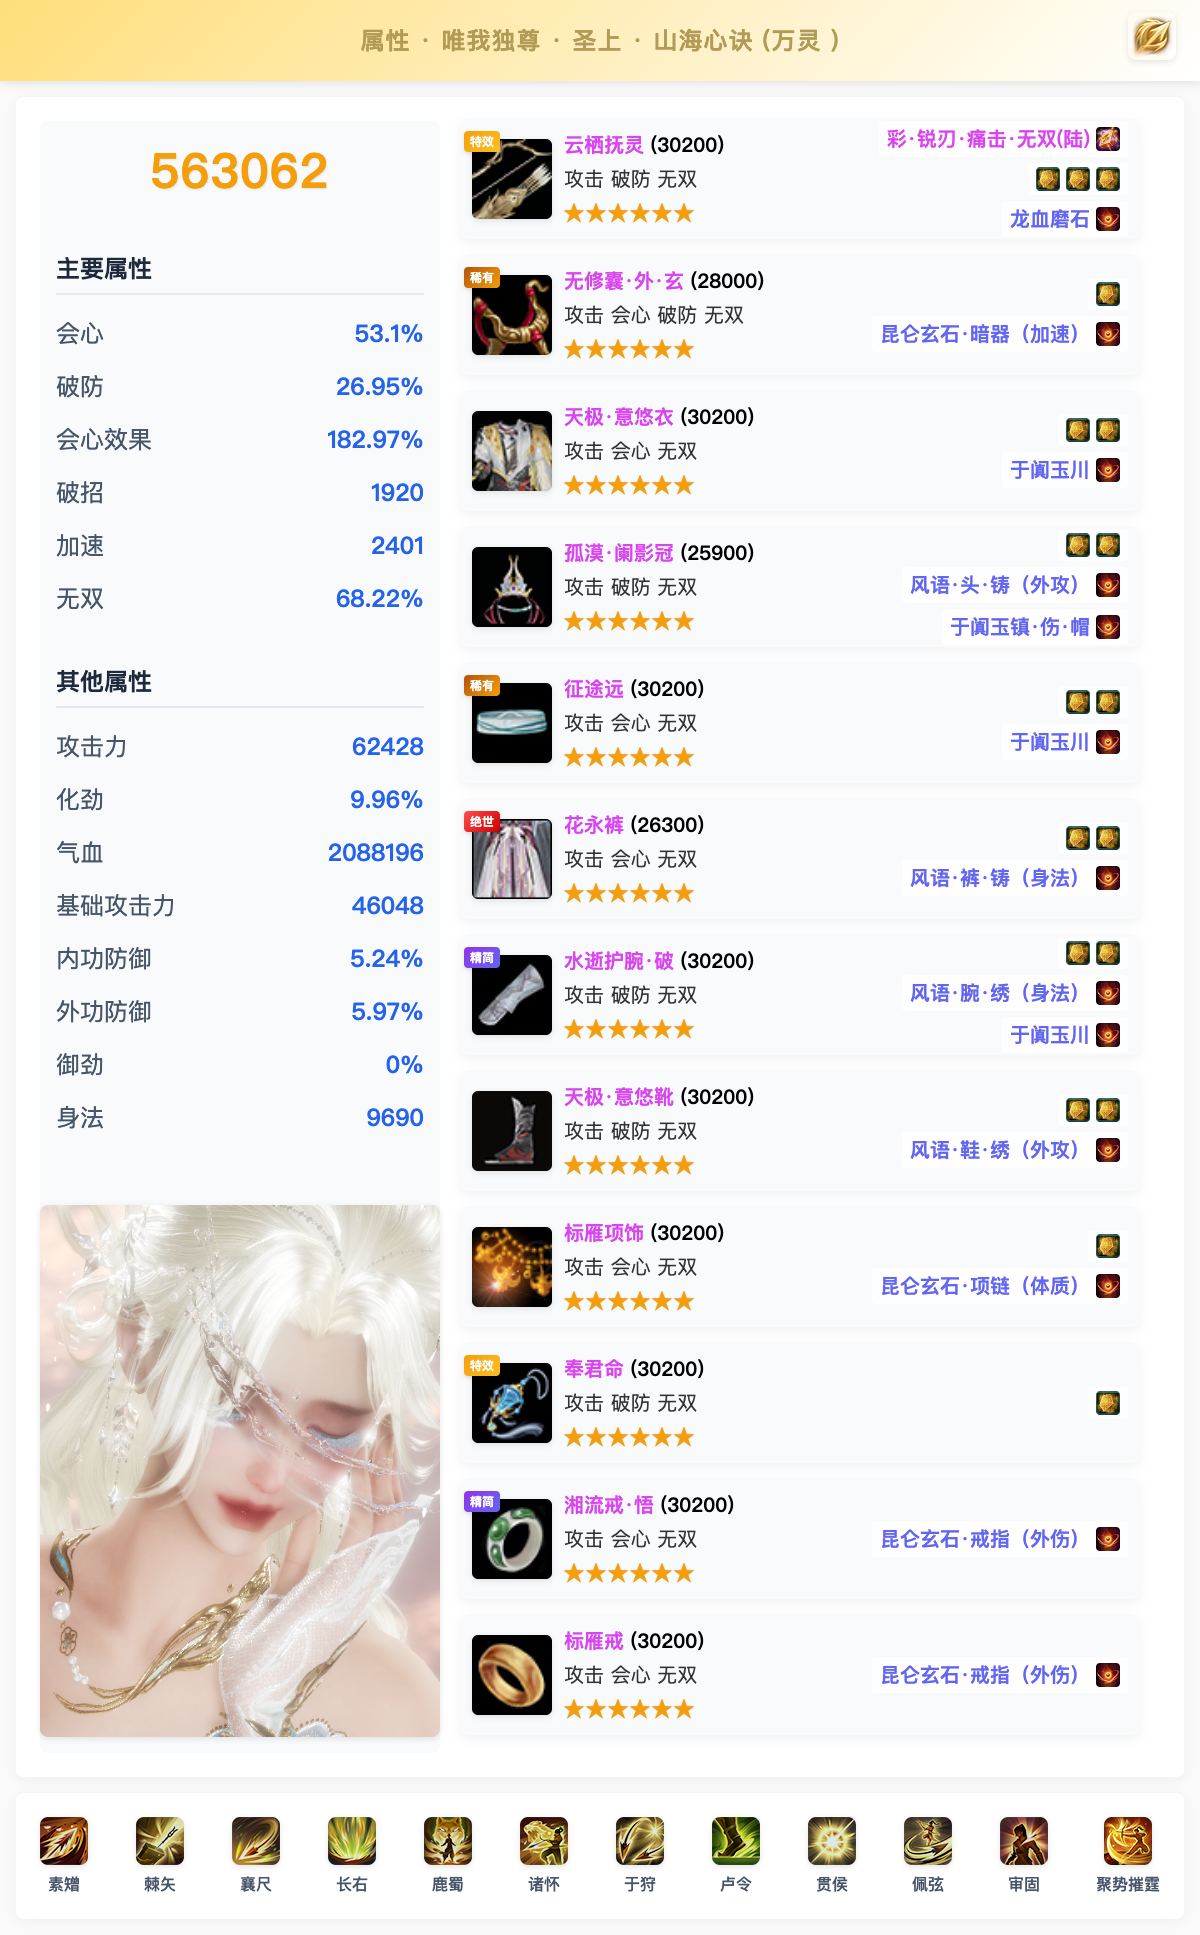 属性 · 唯我独尊 · 圣上 · 山海心诀 (万灵 )
563062
主要属性
会心 53.1%
破防 26.95%
会心效果 182.97%
破招 1920
加速 2401
无双 68.22%
其他属性
攻击力 62428
化劲 9.96%
气血 2088196
基础攻击力 46048
内功防御 5.24%
外功防御 5.97%
御劲 0%
身法 9690
特效
云栖抚灵 (30200)
攻击 破防 无双
彩·锐刃·痛击·无双(陆)
龙血磨石
稀有
无修囊·外·玄 (28000)
攻击 会心 破防 无双
昆仑玄石·暗器（加速）
天极·意悠衣 (30200)
攻击 会心 无双
于阗玉川
孤漠·阑影冠 (25900)
攻击 破防 无双
风语·头·铸（外攻）
于阗玉镇·伤·帽
稀有
征途远 (30200)
攻击 会心 无双
于阗玉川
绝世
花永裤 (26300)
攻击 会心 无双
风语·裤·铸（身法）
精简
水逝护腕·破 (30200)
攻击 破防 无双
风语·腕·绣（身法）
于阗玉川
天极·意悠靴 (30200)
攻击 破防 无双
风语·鞋·绣（外攻）
标雁项饰 (30200)
攻击 会心 无双
昆仑玄石·项链（体质）
特效
奉君命 (30200)
攻击 破防 无双
精简
湘流戒·悟 (30200)
攻击 会心 无双
昆仑玄石·戒指（外伤）
标雁戒 (30200)
攻击 会心 无双
昆仑玄石·戒指（外伤）
素矰 棘矢 襄尺 长右 鹿蜀 诸怀 于狩 卢令 贯侯 佩弦 审固 聚势摧霆